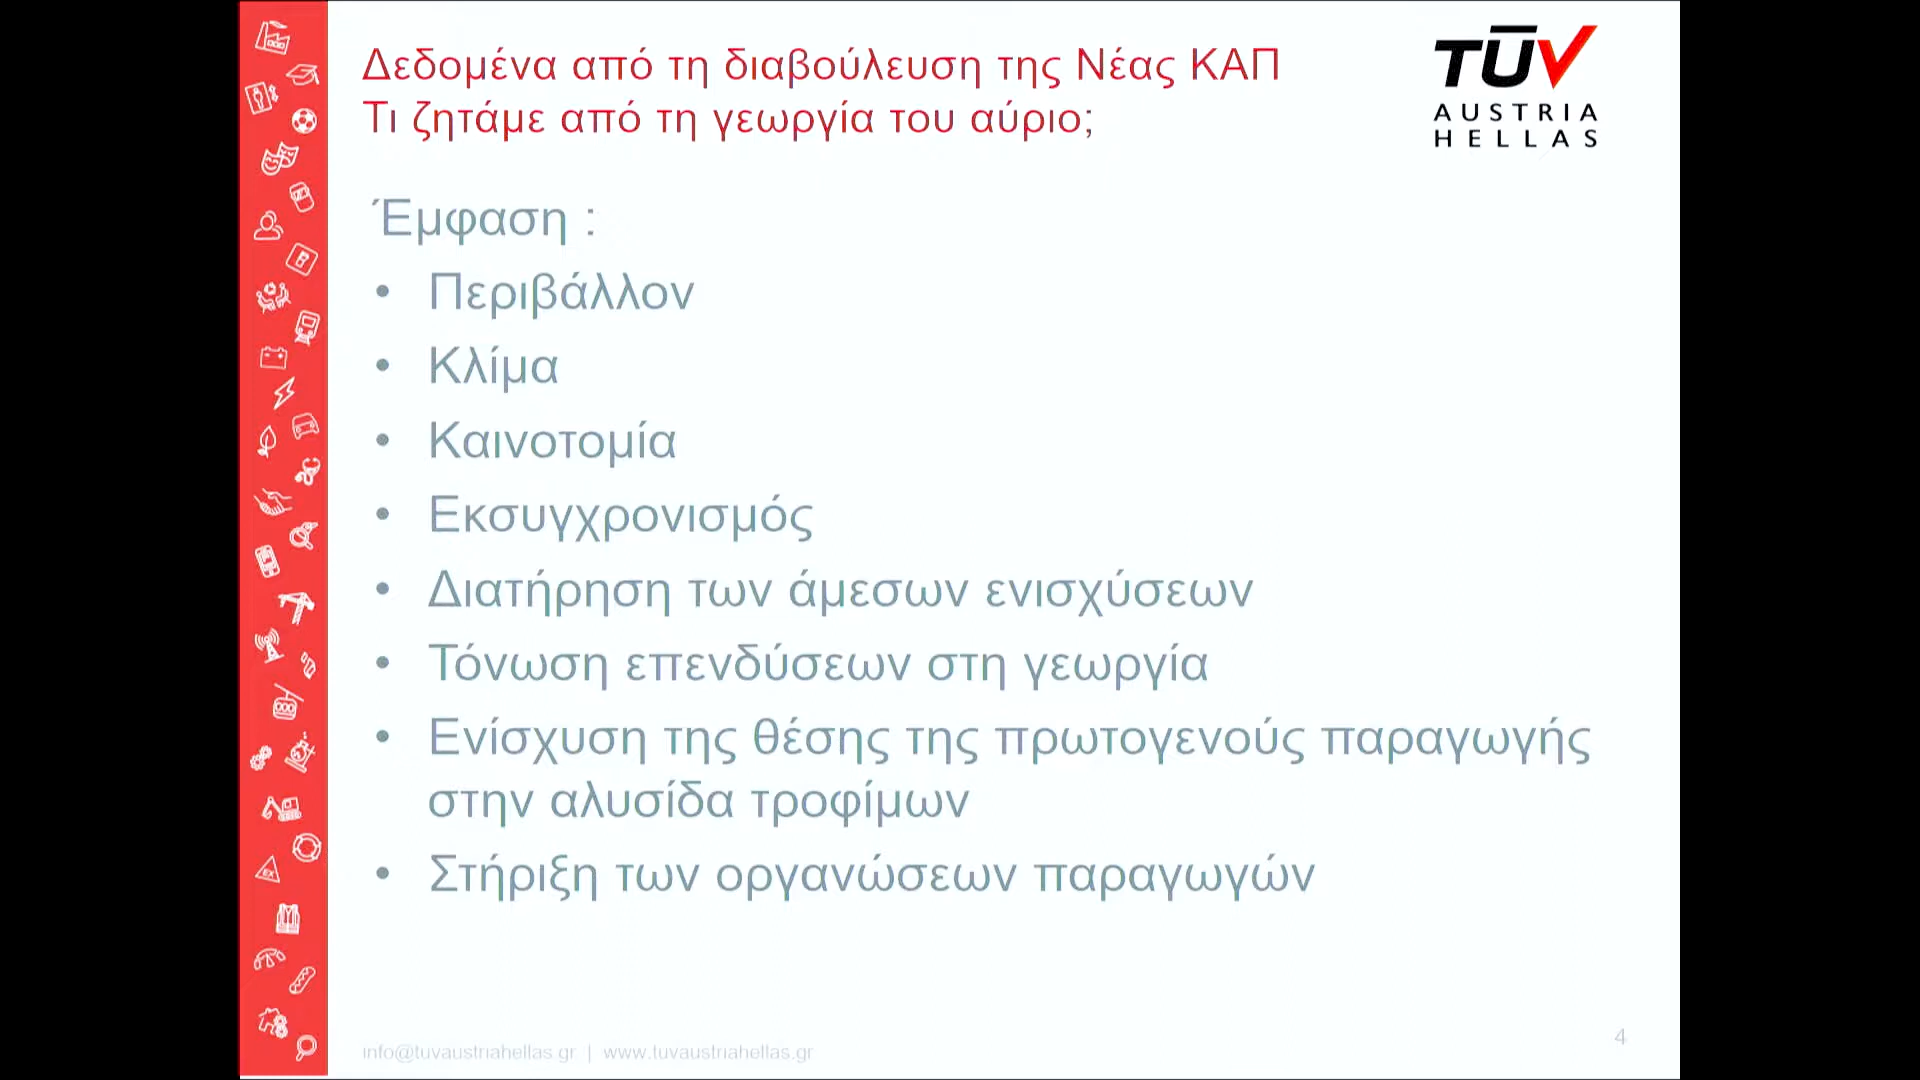 Δεδομένα από τη διαβούλευση της Νέας ΚΑΠ
Τι ζητάμε από τη γεωργία του αύριο;
TÜV
AUSTRIA
HELLAS
Έμφαση :
• Περιβάλλον
• Κλίμα
• Καινοτομία
• Εκσυγχρονισμός
• Διατήρηση των άμεσων ενισχύσεων
• Τόνωση επενδύσεων στη γεωργία
• Ενίσχυση της θέσης της πρωτογενούς παραγωγής
στην αλυσίδα τροφίμων
• Στήριξη των οργανώσεων παραγωγών
info@tuvaustriahellas.gr | www.tuvaustriahellas.gr
4